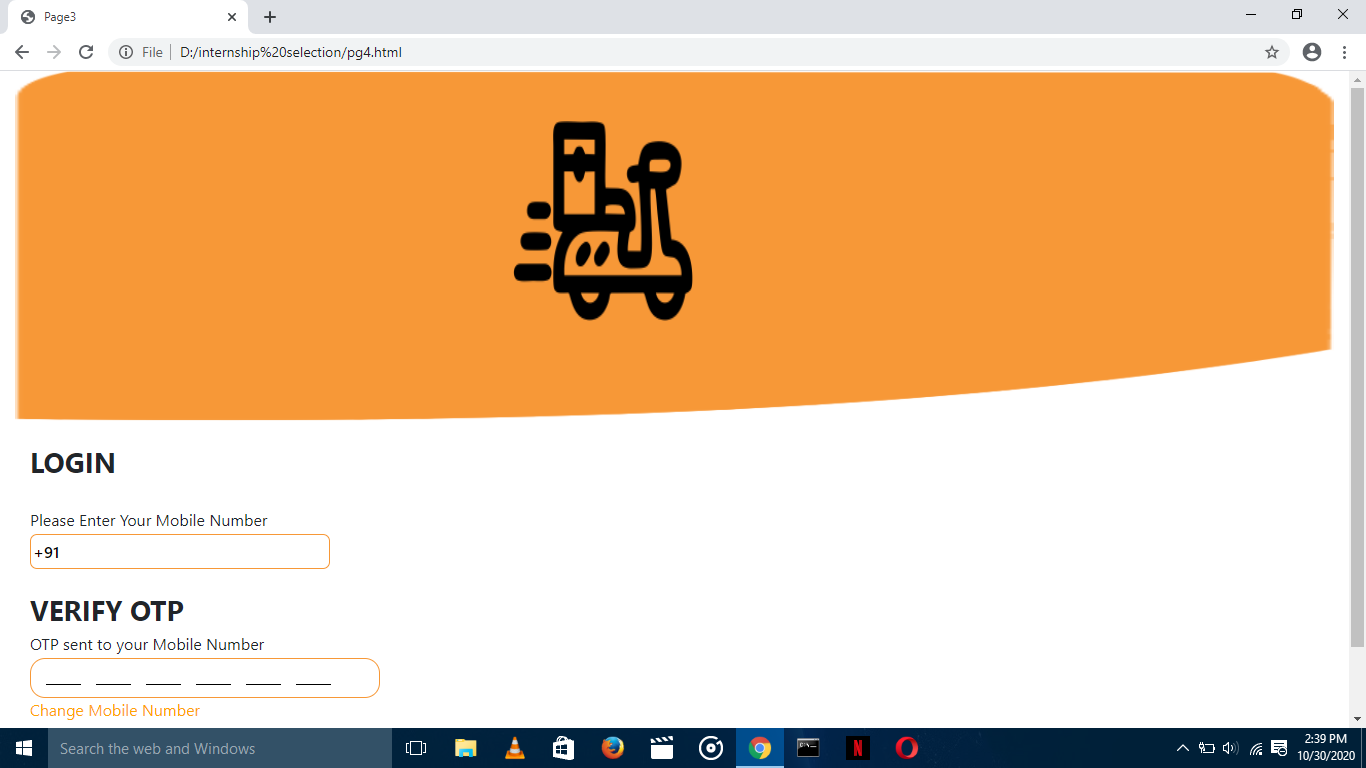 Page3
File
D:/internship%20selection/pg4.html
LOGIN
Please Enter Your Mobile Number
+91
VERIFY OTP
OTP sent to your Mobile Number
Change Mobile Number
Search the web and Windows
N
2:39 PM
10/30/2020